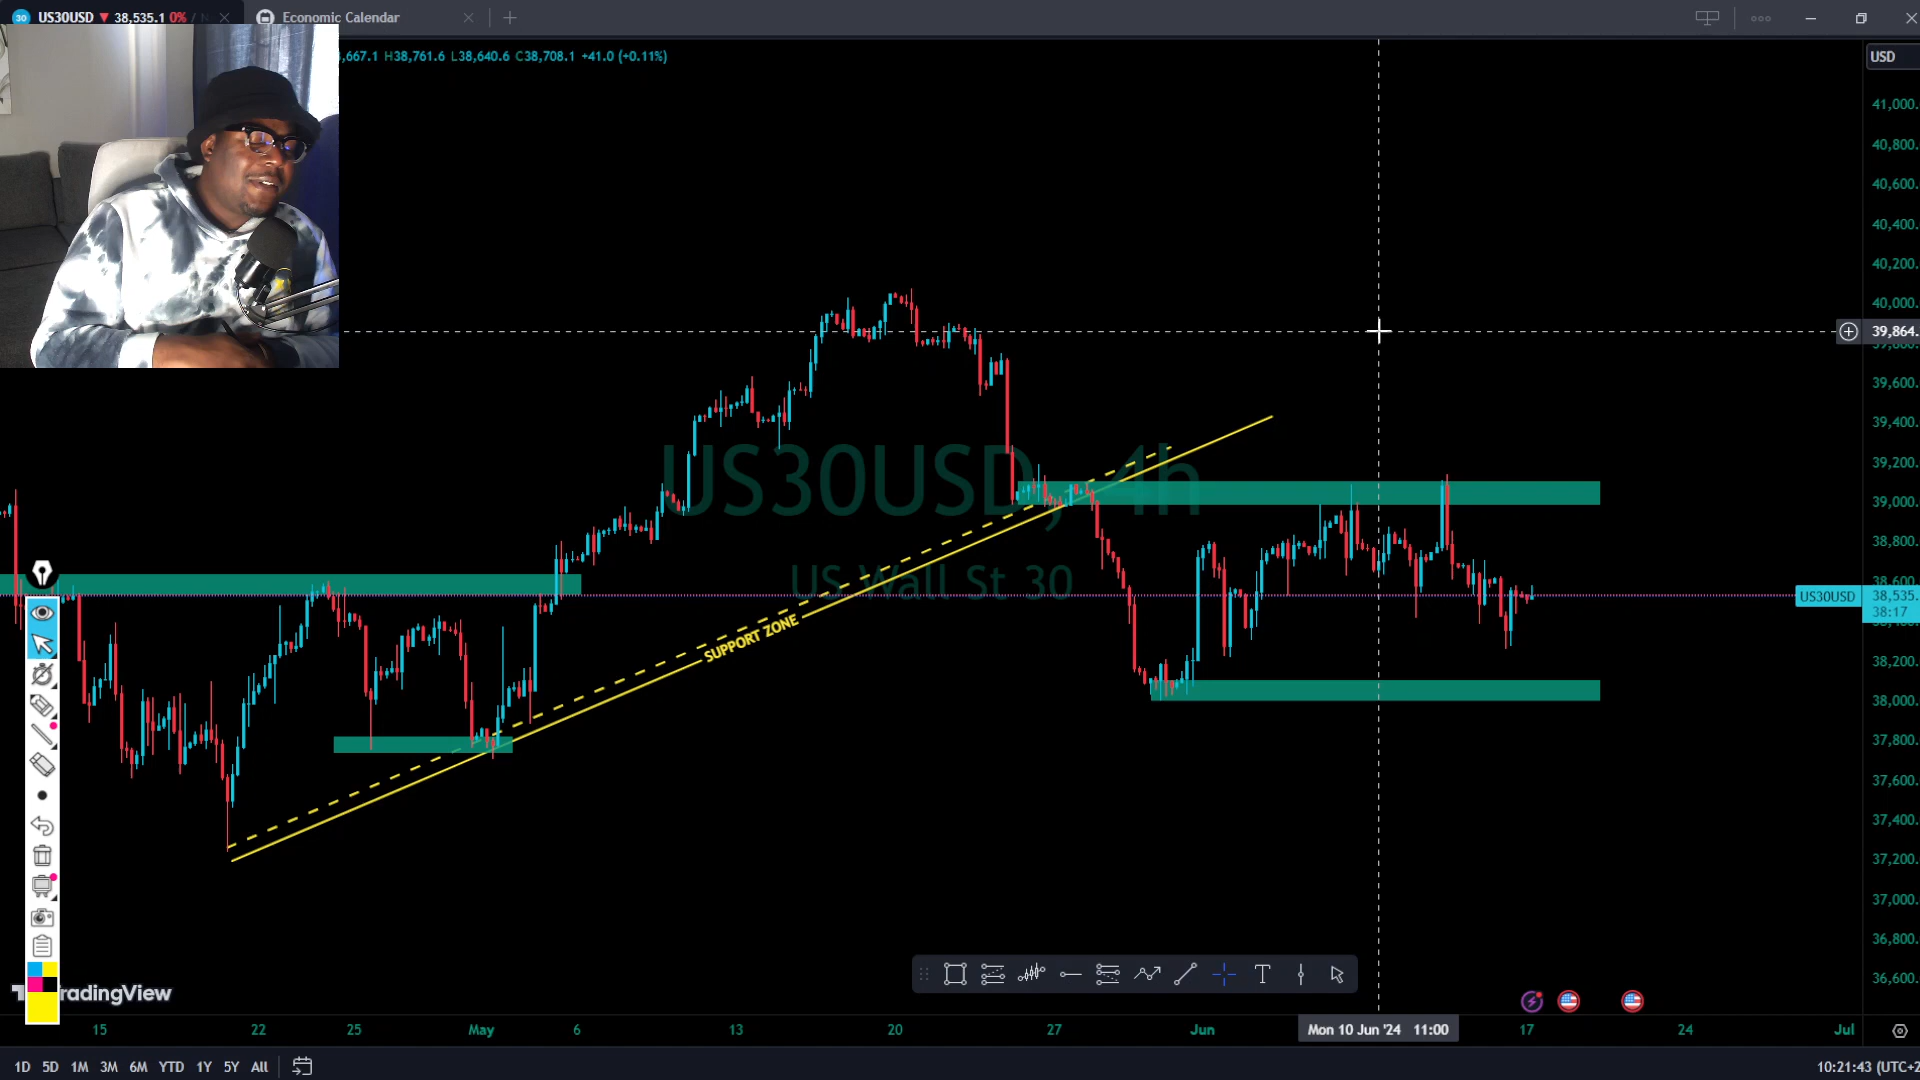 30 US30USD ▼ 38,535.1 0% /
Economic Calendar
H38,761.6 L38,640.6 C38,708.1 +41.0 (+0.11%)
USD
41,000.
40,800.
40,600.
40,400.
40,200.
40,000.
39,864.
39,600.
39,400.
39,200.
39,000.
38,800.
38,600.
US30USD 38,535.
38:17
38,200.
38,000.
37,800.
37,600.
37,400.
37,200.
37,000.
36,800.
36,600.
US30USD, 4h
US Wall St 30
SUPPORT ZONE
TradingView
15 22 25 May 6 13 20 27 Jun Mon 10 Jun '24 11:00 17 24 Jul
1D 5D 1M 3M 6M YTD 1Y 5Y All
10:21:43 (UTC+2